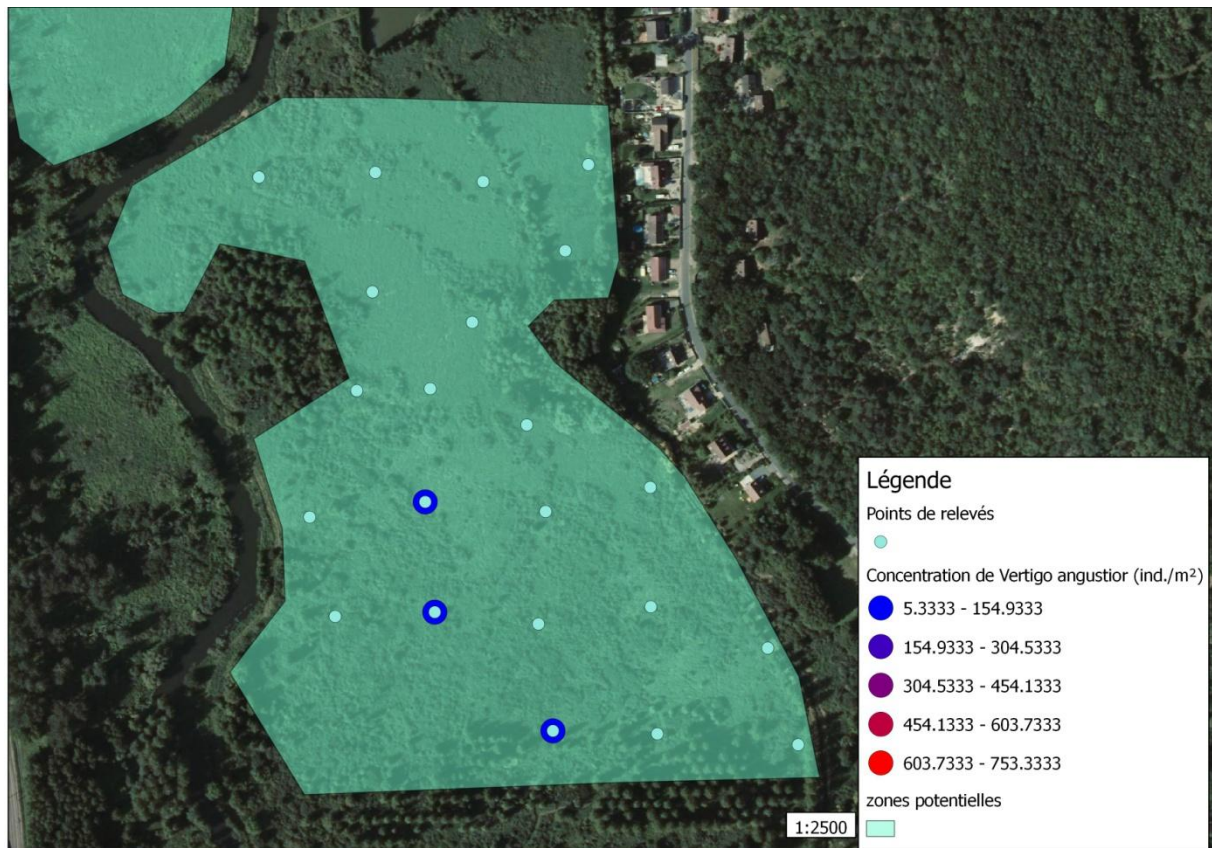 Légende
Points de relevés
Concentration de Vertigo angustior (ind./m²)
5.3333 - 154.9333
154.9333 - 304.5333
304.5333 - 454.1333
454.1333 - 603.7333
603.7333 - 753.3333
zones potentielles
1:2500